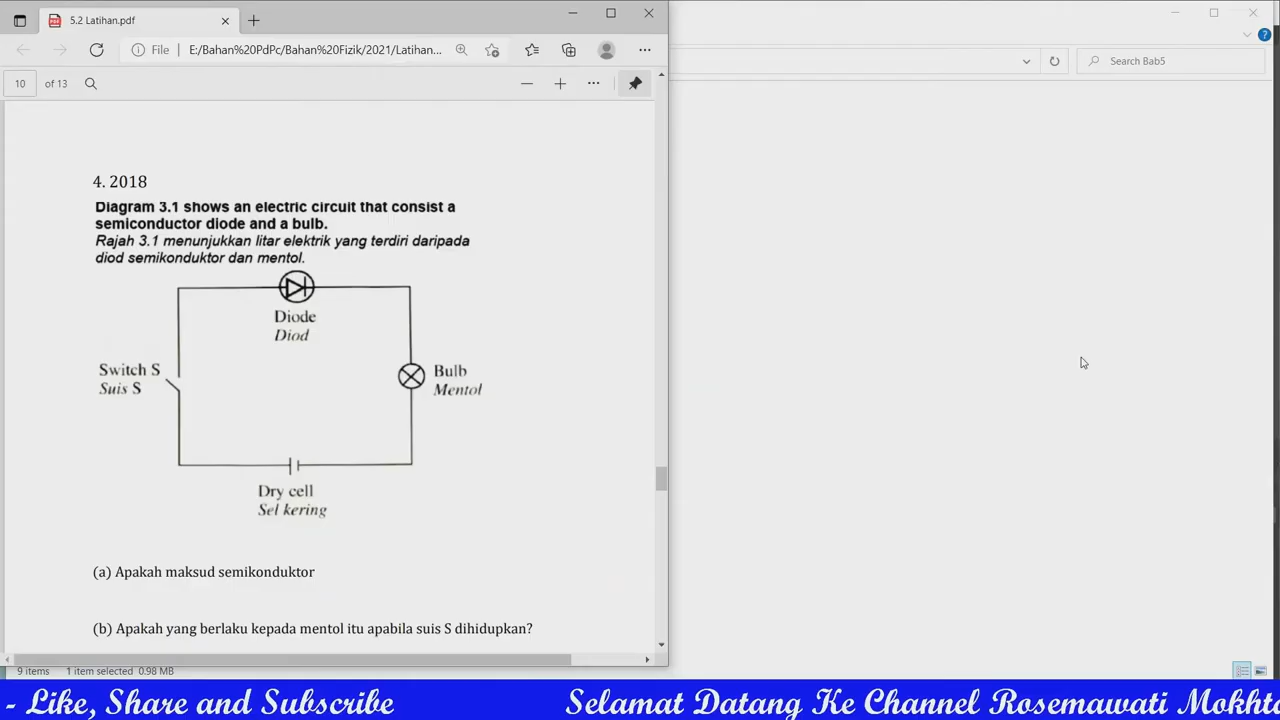 5.2 Latihan.pdf
File
E:/Bahan%20PdPc/Bahan%20Fizik/2021/Latihan...
Search Bab5
10
of 13
4. 2018
Diagram 3.1 shows an electric circuit that consist a
semiconductor diode and a bulb.
Rajah 3.1 menunjukkan litar elektrik yang terdiri daripada
diod semikonduktor dan mentol.
Diode
Diod
Switch S
Suis S
Bulb
Mentol
Dry cell
Sel kering
(a) Apakah maksud semikonduktor
(b) Apakah yang berlaku kepada mentol itu apabila suis S dihidupkan?
9 items
1 item selected 0.98 MB
- Like, Share and Subscribe
Selamat Datang Ke Channel Rosemawati Mokht